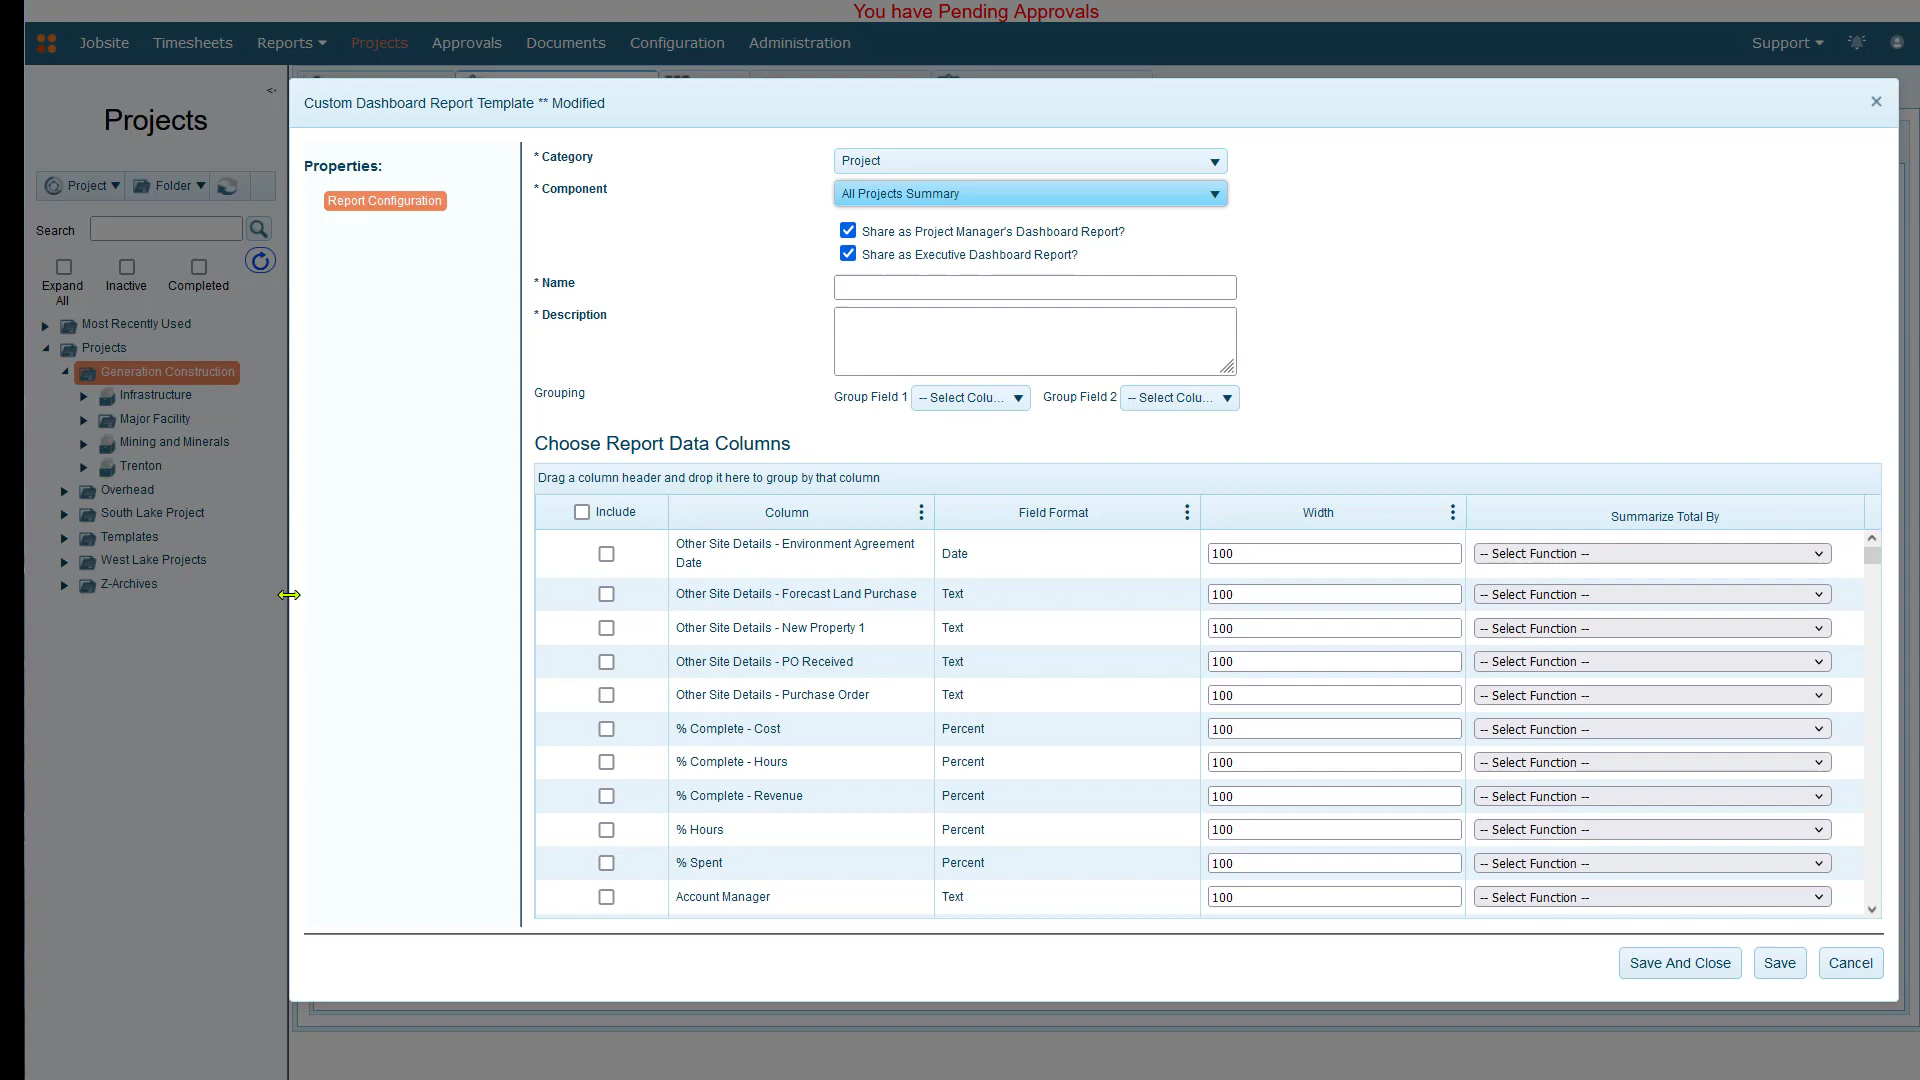 You have Pending Approvals
Jobsite Timesheets Reports Projects Approvals Documents Configuration Administration Support
Custom Dashboard Report Template ** Modified
Projects
Project Folder
Search
Expand All Inactive Completed
Most Recently Used
Projects
Generation Construction
Infrastructure
Major Facility
Mining and Minerals
Trenton
Overhead
South Lake Project
Templates
West Lake Projects
Z-Archives
Properties:
Report Configuration
* Category Project
* Component All Projects Summary
Share as Project Manager's Dashboard Report?
Share as Executive Dashboard Report?
* Name
* Description
Grouping Group Field 1 -- Select Colu... Group Field 2 -- Select Colu...
Choose Report Data Columns
Drag a column header and drop it here to group by that column
Include Column Field Format Width Summarize Total By
Other Site Details - Environment Agreement Date Date 100 -- Select Function --
Other Site Details - Forecast Land Purchase Text 100 -- Select Function --
Other Site Details - New Property 1 Text 100 -- Select Function --
Other Site Details - PO Received Text 100 -- Select Function --
Other Site Details - Purchase Order Text 100 -- Select Function --
% Complete - Cost Percent 100 -- Select Function --
% Complete - Hours Percent 100 -- Select Function --
% Complete - Revenue Percent 100 -- Select Function --
% Hours Percent 100 -- Select Function --
% Spent Percent 100 -- Select Function --
Account Manager Text 100 -- Select Function --
Save And Close Save Cancel